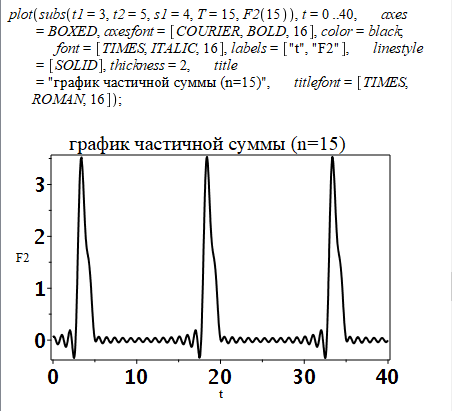 plot(subs(t1 = 3, t2 = 5, s1 = 4, T = 15, F2(15)), t = 0 ..40, axes
= BOXED, axesfont = [COURIER, BOLD, 16], color = black,
font = [TIMES, ITALIC, 16], labels = ["t", "F2"], linestyle
= [SOLID], thickness = 2, title
= "график частичной суммы (n=15)", titlefont = [TIMES,
ROMAN, 16]);
график частичной суммы (n=15)
3
2
F2
1
0
0 10 20 30 40
t